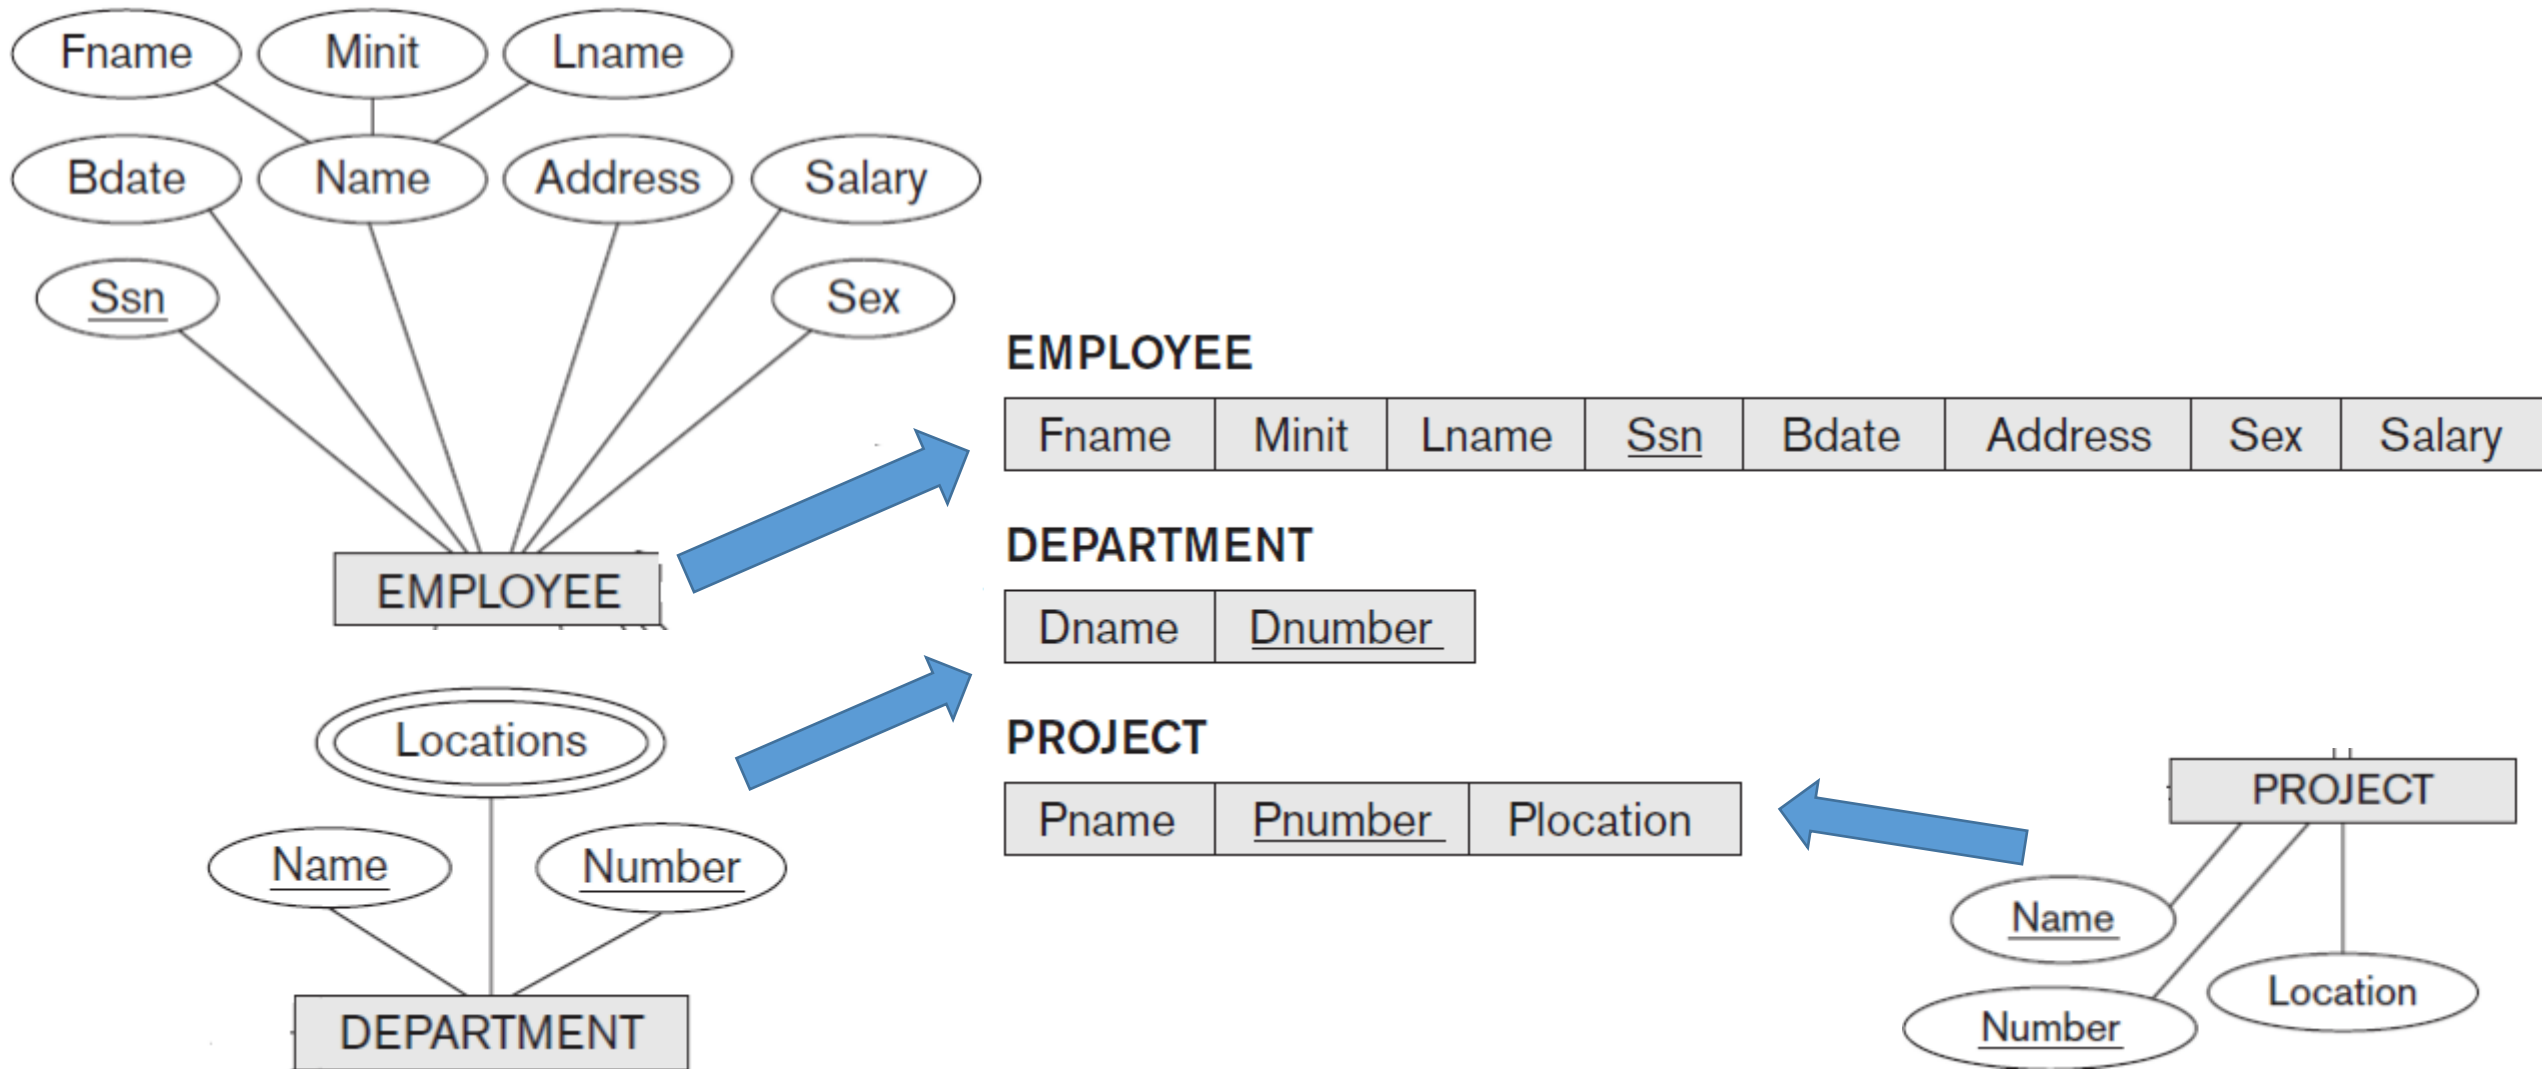 Fname Minit Lname
Bdate Name Address Salary
Ssn Sex
EMPLOYEE
Locations
Name Number
DEPARTMENT
EMPLOYEE
Fname Minit Lname Ssn Bdate Address Sex Salary
DEPARTMENT
Dname Dnumber
PROJECT
Pname Pnumber Plocation
PROJECT
Name
Location
Number